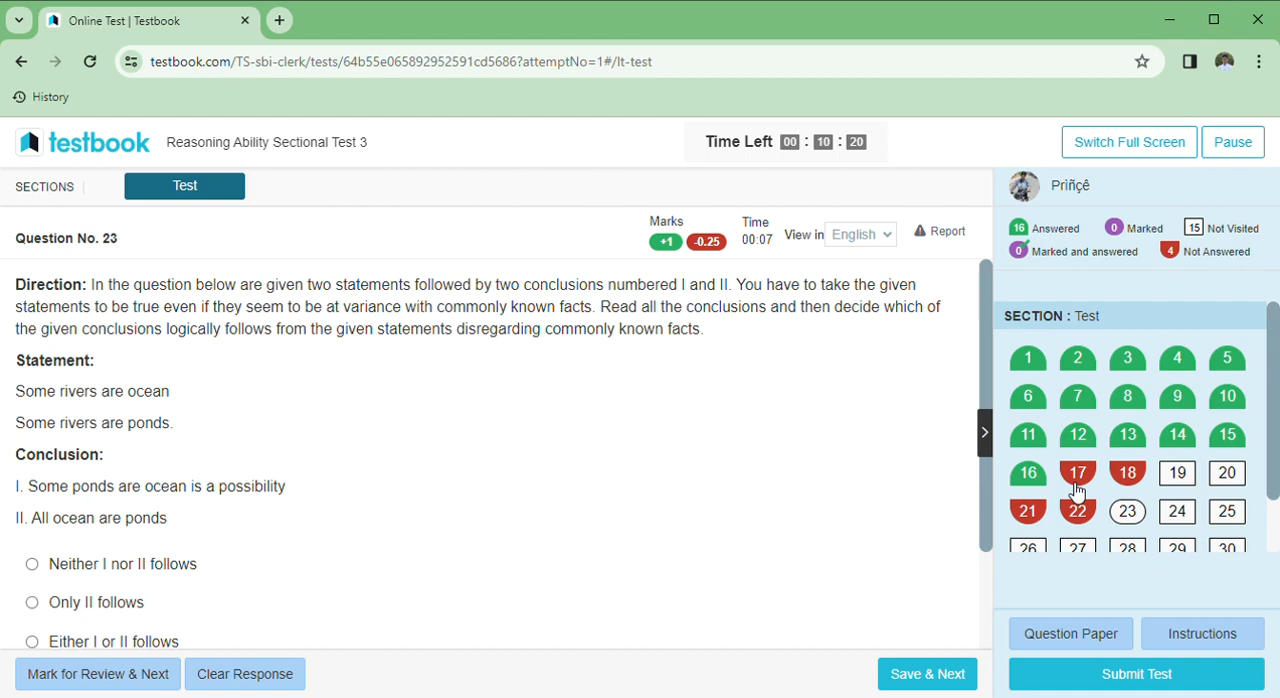 Online Test | Testbook
testbook.com/TS-sbi-clerk/tests/64b55e065892952591cd5686?attemptNo=1#/lt-test
History
testbook Reasoning Ability Sectional Test 3
Time Left 00 : 10 : 20
Switch Full Screen Pause
SECTIONS Test
Priñçê
Question No. 23
Marks
+1 -0.25
Time
00:07
View in English
Report
16 Answered 0 Marked 15 Not Visited
0 Marked and answered 4 Not Answered
Direction: In the question below are given two statements followed by two conclusions numbered I and II. You have to take the given
statements to be true even if they seem to be at variance with commonly known facts. Read all the conclusions and then decide which of
the given conclusions logically follows from the given statements disregarding commonly known facts.
Statement:
Some rivers are ocean
Some rivers are ponds.
Conclusion:
I. Some ponds are ocean is a possibility
II. All ocean are ponds
Neither I nor II follows
Only II follows
Either I or II follows
SECTION : Test
1 2 3 4 5
6 7 8 9 10
11 12 13 14 15
16 17 18 19 20
21 22 23 24 25
26 27 28 29 30
Question Paper Instructions
Mark for Review & Next Clear Response Save & Next Submit Test